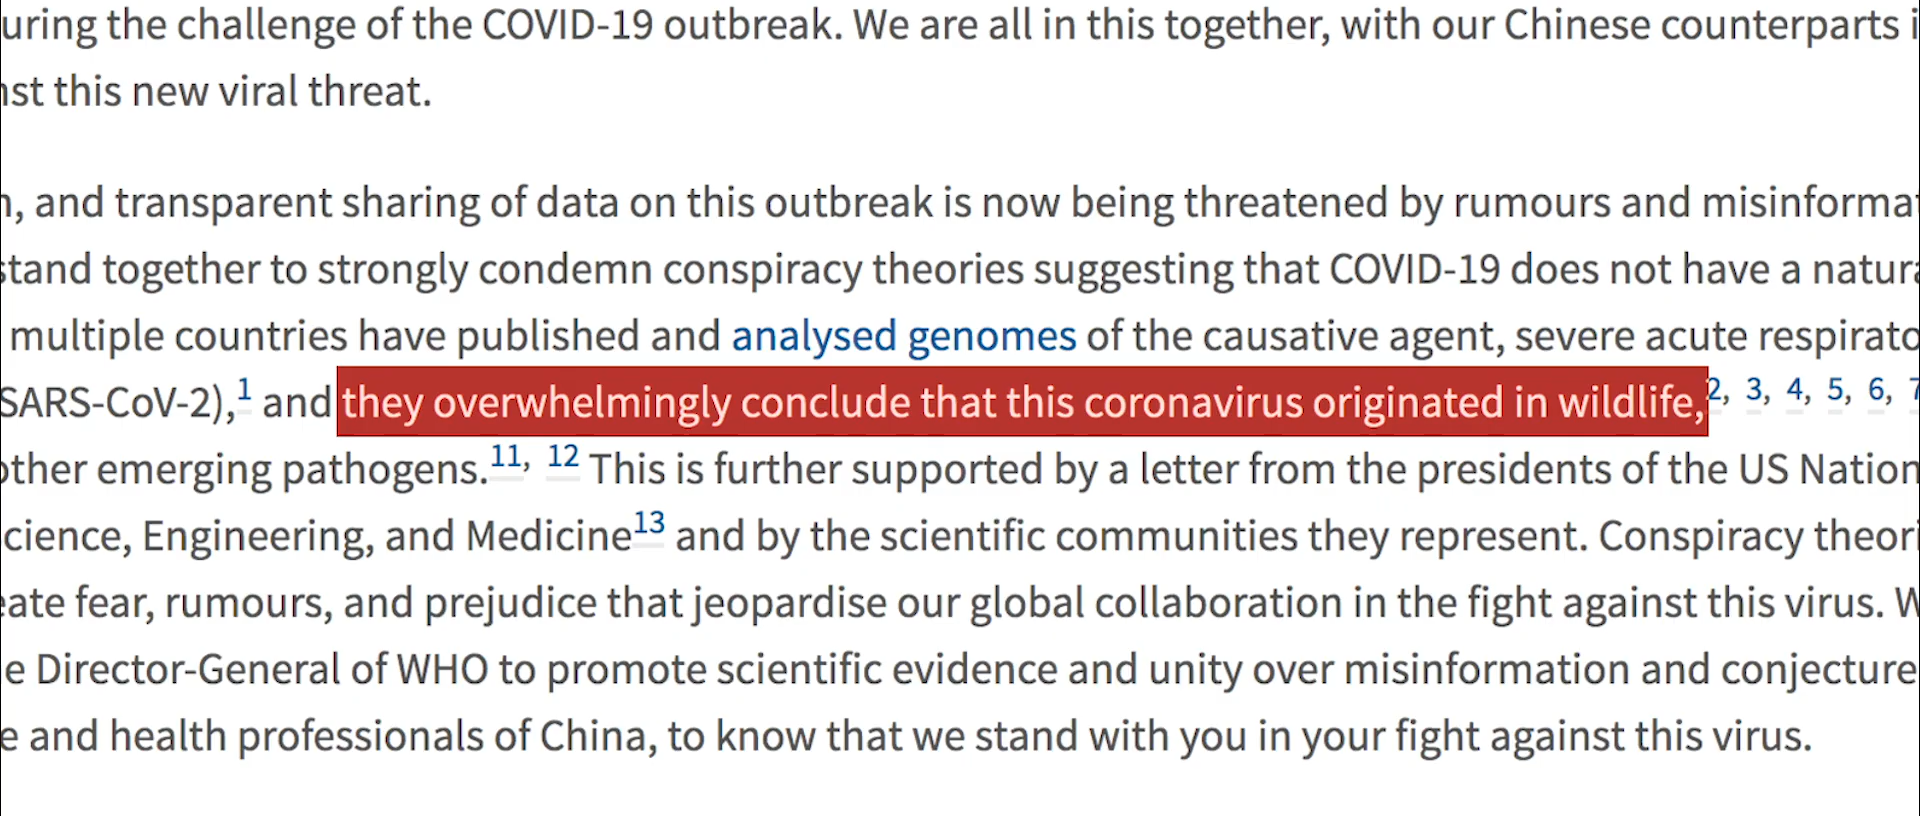 uring the challenge of the COVID-19 outbreak. We are all in this together, with our Chinese counterparts i
nst this new viral threat.
n, and transparent sharing of data on this outbreak is now being threatened by rumours and misinformat
stand together to strongly condemn conspiracy theories suggesting that COVID-19 does not have a natura
multiple countries have published and analysed genomes of the causative agent, severe acute respirato
SARS-CoV-2),1 and they overwhelmingly conclude that this coronavirus originated in wildlife,2, 3, 4, 5, 6, 7
other emerging pathogens.11, 12 This is further supported by a letter from the presidents of the US Nation
cience, Engineering, and Medicine13 and by the scientific communities they represent. Conspiracy theori
eate fear, rumours, and prejudice that jeopardise our global collaboration in the fight against this virus. W
e Director-General of WHO to promote scientific evidence and unity over misinformation and conjecture
e and health professionals of China, to know that we stand with you in your fight against this virus.